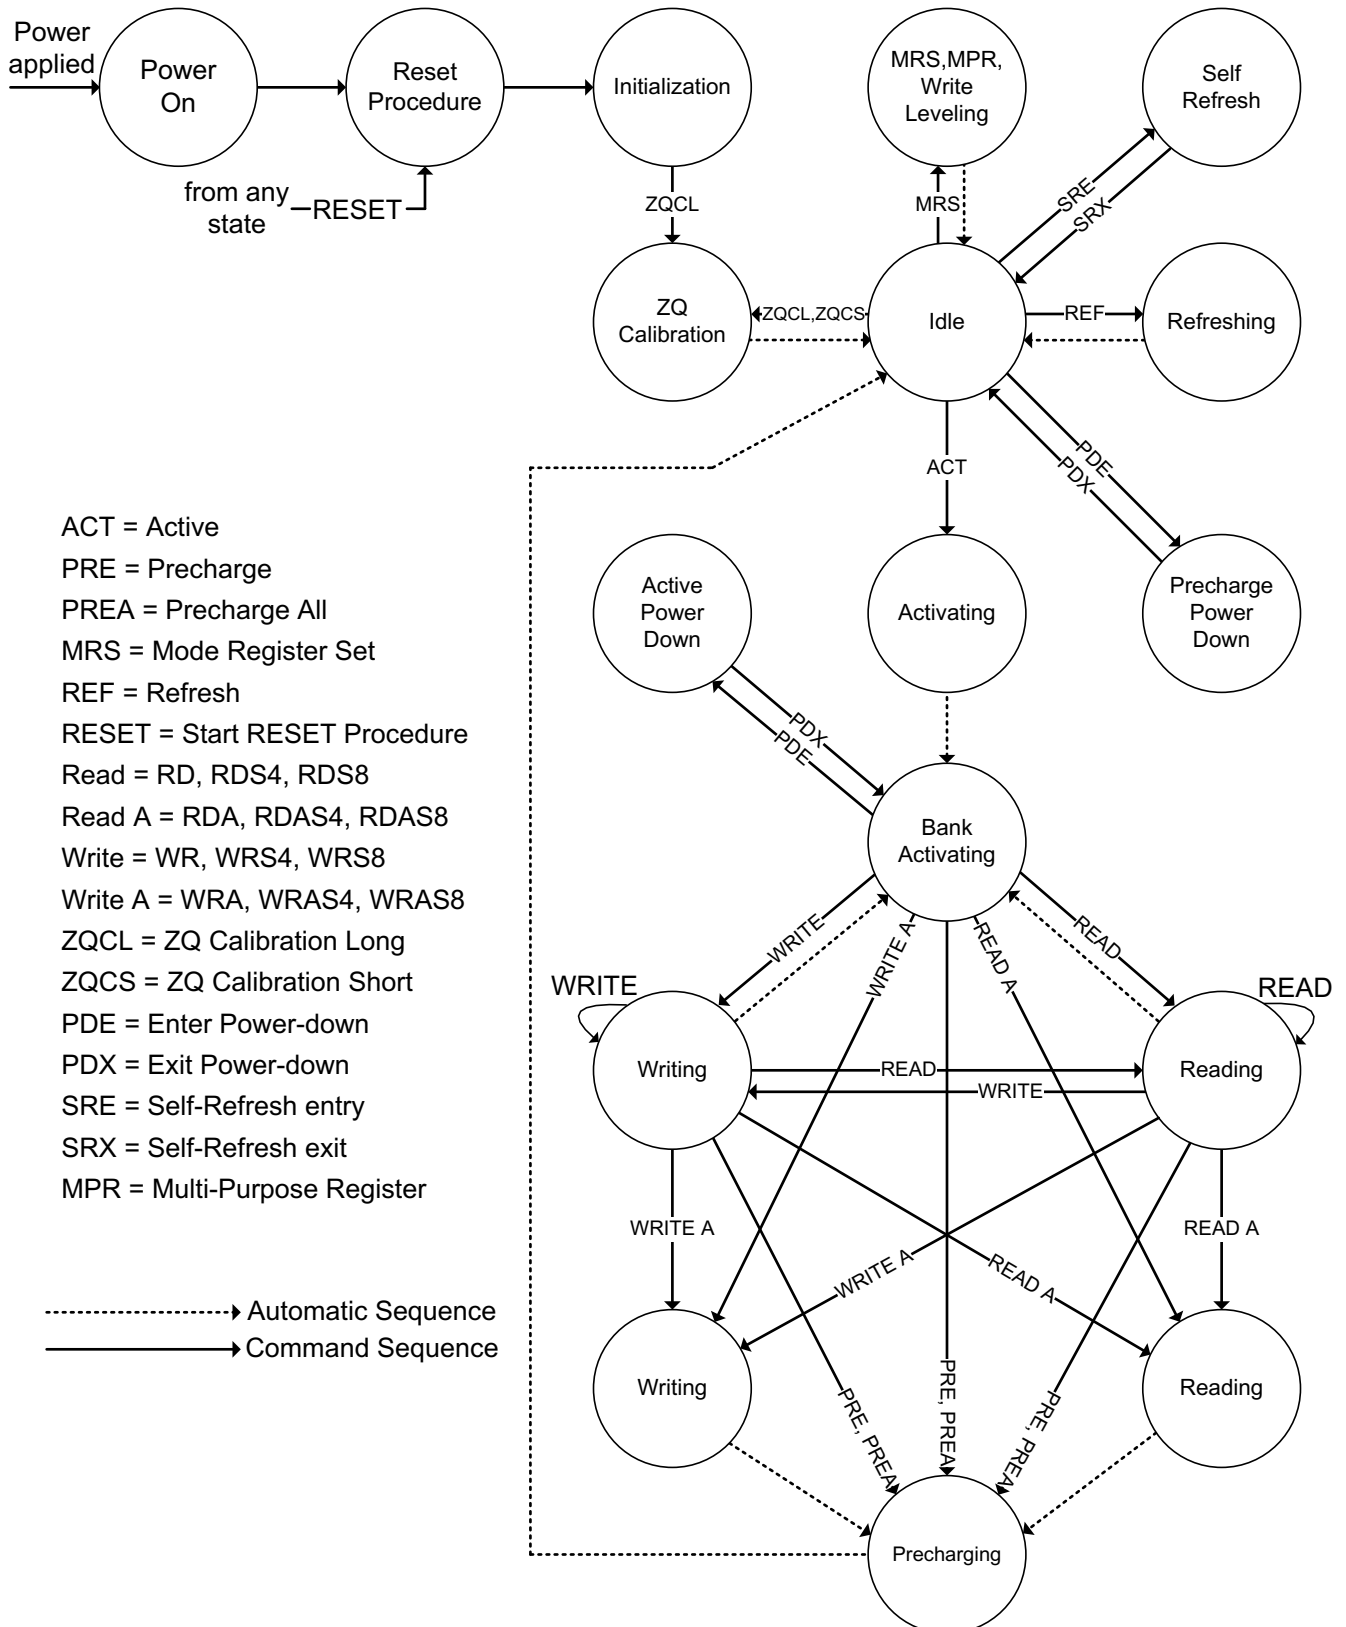 Power
applied
Power
On
Reset
Procedure
Initialization
MRS,MPR,
Write
Leveling
Self
Refresh
from any
state
RESET
ZQCL
MRS
SRE
SRX
ZQ
Calibration
ZQCL,ZQCS
Idle
REF
Refreshing
ACT
PDE
PDX
ACT = Active
PRE = Precharge
PREA = Precharge All
MRS = Mode Register Set
REF = Refresh
RESET = Start RESET Procedure
Read = RD, RDS4, RDS8
Read A = RDA, RDAS4, RDAS8
Write = WR, WRS4, WRS8
Write A = WRA, WRAS4, WRAS8
ZQCL = ZQ Calibration Long
ZQCS = ZQ Calibration Short
PDE = Enter Power-down
PDX = Exit Power-down
SRE = Self-Refresh entry
SRX = Self-Refresh exit
MPR = Multi-Purpose Register
Automatic Sequence
Command Sequence
Active
Power
Down
Activating
Precharge
Power
Down
PDX
PDE
Bank
Activating
WRITE
WRITE A
READ A
READ
WRITE
READ
Writing
READ
WRITE
Reading
WRITE A
WRITE A
READ A
READ A
Writing
PRE, PREA
PRE, PREA
PRE, PREA
Reading
Precharging